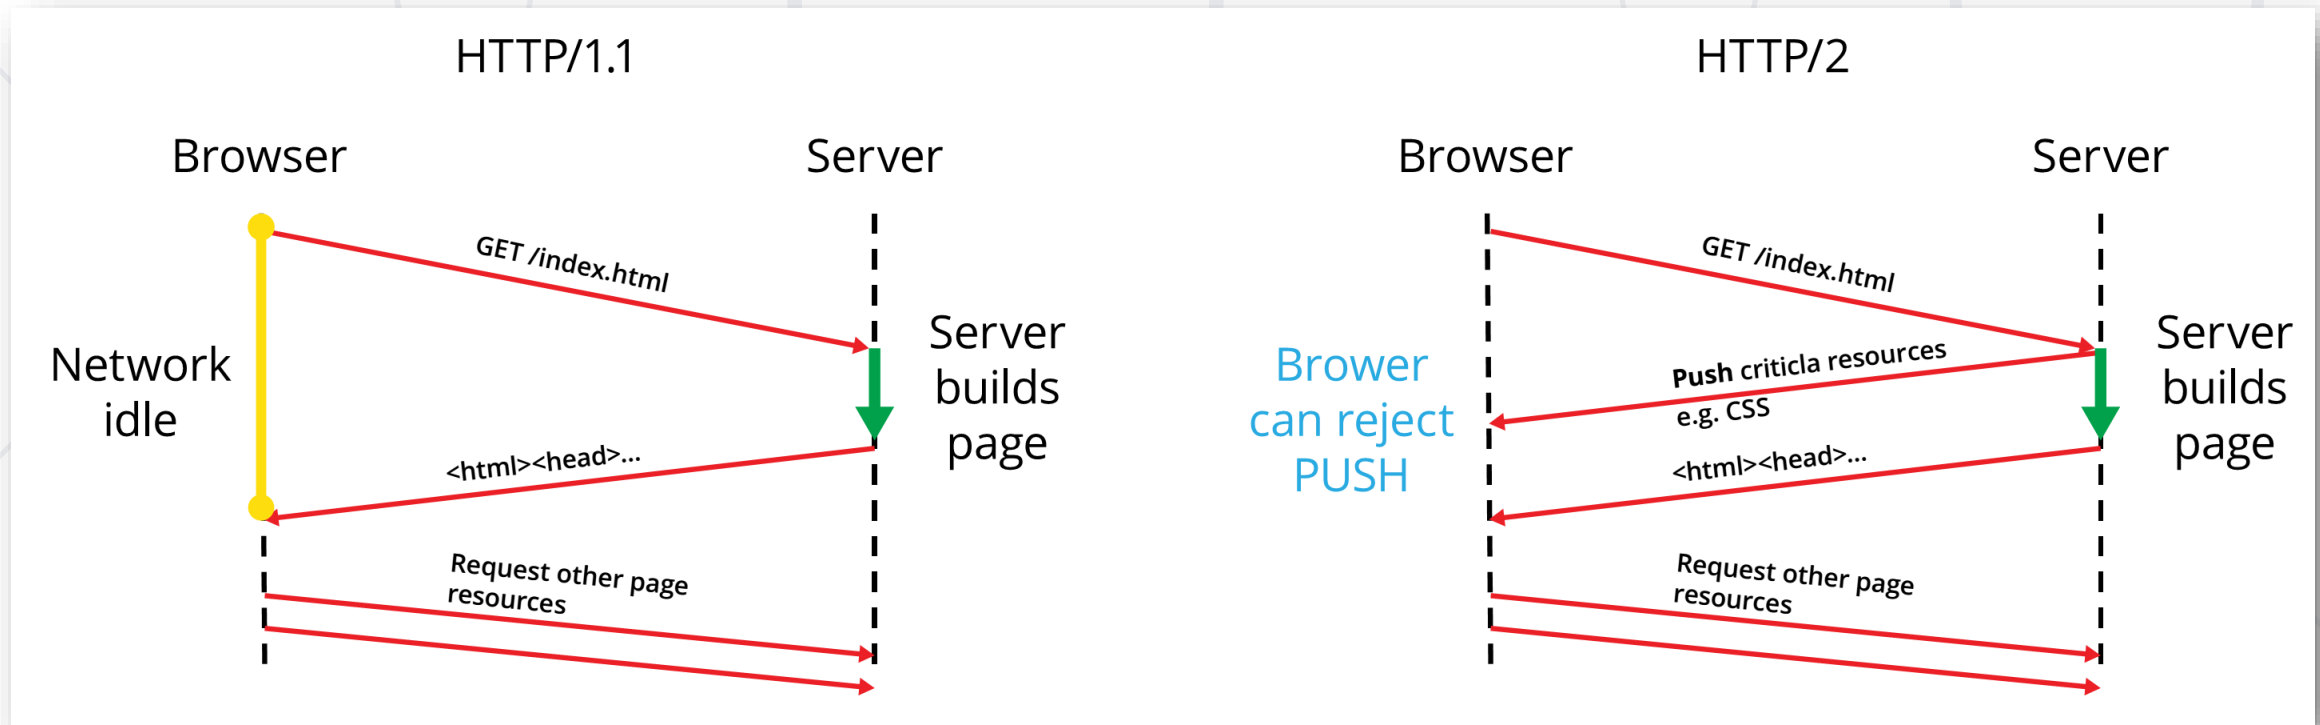 HTTP/1.1
Browser
Server
GET /index.html
Network
idle
Server
builds
page
<html><head>...
Request other page
resources
HTTP/2
Browser
Server
GET /index.html
Brower
can reject
PUSH
Push criticla resources
e.g. CSS
Server
builds
page
<html><head>...
Request other page
resources